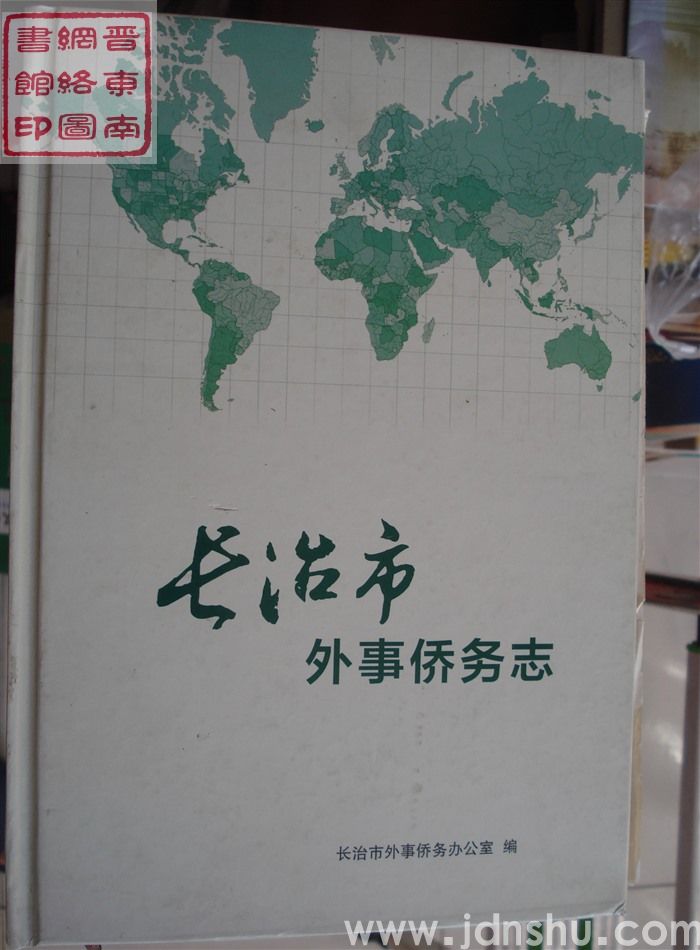 晋东南
網絡圖
書館印
长治市
外事侨务志
长治市外事侨务办公室 编
www.jdnshu.com